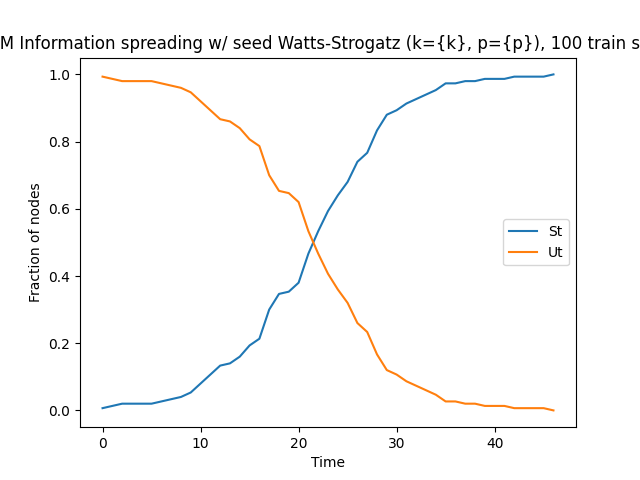 M Information spreading w/ seed Watts-Strogatz (k={k}, p={p}), 100 train s
1.0
0.8
0.6
0.4
0.2
0.0
Fraction of nodes
St
Ut
0 10 20 30 40
Time